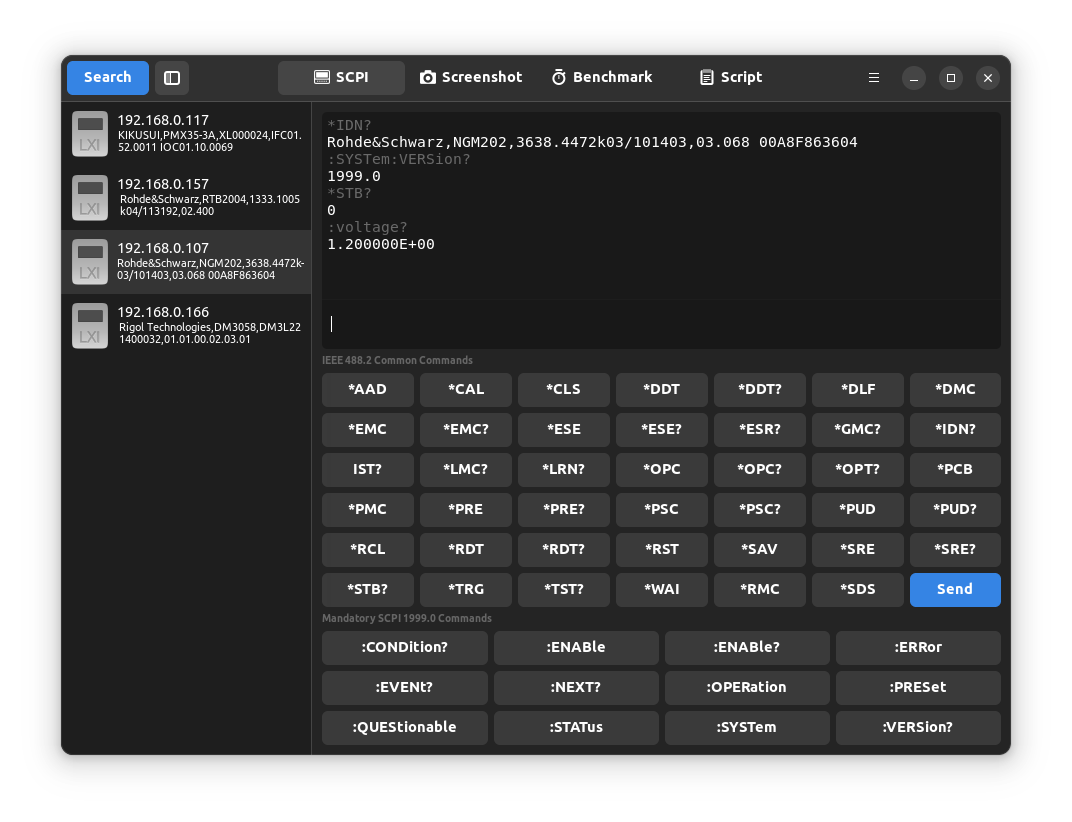 Search SCPI Screenshot Benchmark Script
LXI
192.168.0.117
KIKUSUI,PMX35-3A,XL000024,IFC01.
52.0011 IOC01.10.0069
LXI
192.168.0.157
Rohde&Schwarz,RTB2004,1333.1005
k04/113192,02.400
LXI
192.168.0.107
Rohde&Schwarz,NGM202,3638.4472k-
03/101403,03.068 00A8F863604
LXI
192.168.0.166
Rigol Technologies,DM3058,DM3L22
1400032,01.01.00.02.03.01
*IDN?
Rohde&Schwarz,NGM202,3638.4472k03/101403,03.068 00A8F863604
:SYSTem:VERSion?
1999.0
*STB?
0
:voltage?
1.200000E+00
IEEE 488.2 Common Commands
*AAD *CAL *CLS *DDT *DDT? *DLF *DMC
*EMC *EMC? *ESE *ESE? *ESR? *GMC? *IDN?
IST? *LMC? *LRN? *OPC *OPC? *OPT? *PCB
*PMC *PRE *PRE? *PSC *PSC? *PUD *PUD?
*RCL *RDT *RDT? *RST *SAV *SRE *SRE?
*STB? *TRG *TST? *WAI *RMC *SDS Send
Mandatory SCPI 1999.0 Commands
:CONDition? :ENABle :ENABle? :ERRor
:EVENt? :NEXT? :OPERation :PRESet
:QUEStionable :STATus :SYSTem :VERSion?